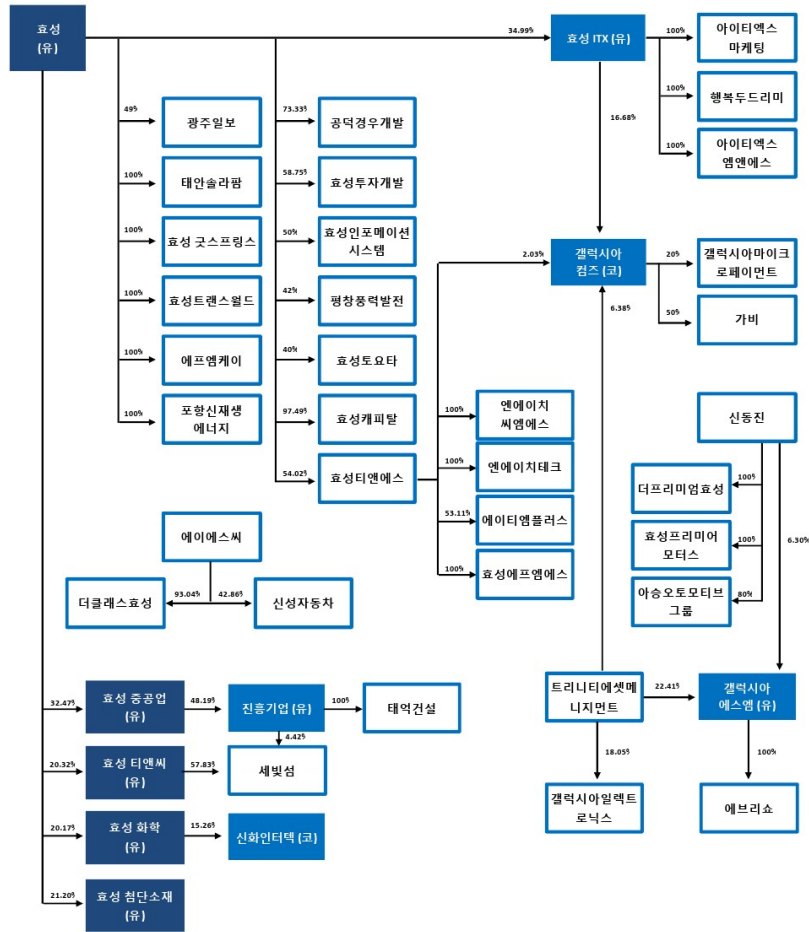 효성
(유)
34.99%
효성 ITX (유)
100%
아이티엑스
마케팅
100%
행복두드리미
100%
아이티엑스
엠앤에스
16.68%
49%
광주일보
73.33%
공덕경우개발
100%
태안솔라팜
58.75%
효성투자개발
100%
효성 굿스프링스
50%
효성인포메이션
시스템
2.03%
갤럭시아
컴즈 (코)
20%
갤럭시아마이크
로페이먼트
50%
가비
6.38%
100%
효성트랜스월드
42%
평창풍력발전
100%
에프엠케이
40%
효성토요타
100%
포항신재생
에너지
97.49%
효성캐피탈
54.02%
효성티앤에스
100%
엔에이치
씨엠에스
100%
엔에이치테크
53.11%
에이티엠플러스
100%
효성에프엠에스
신동진
더프리미엄효성
100%
효성프리미어
모터스
100%
아승오토모티브
그룹
80%
6.30%
에이에스씨
더클래스효성
93.04%
42.86%
신성자동차
32.47%
효성 중공업
(유)
48.19%
진흥기업 (유)
100%
태억건설
4.42%
20.32%
효성 티앤씨
(유)
57.83%
세빛섬
20.17%
효성 화학
(유)
15.26%
신화인터텍 (코)
21.20%
효성 첨단소재
(유)
트리니티에셋메
니지먼트
22.41%
갤럭시아
에스엠 (유)
18.05%
갤럭시아일렉트
로닉스
100%
에브리쇼